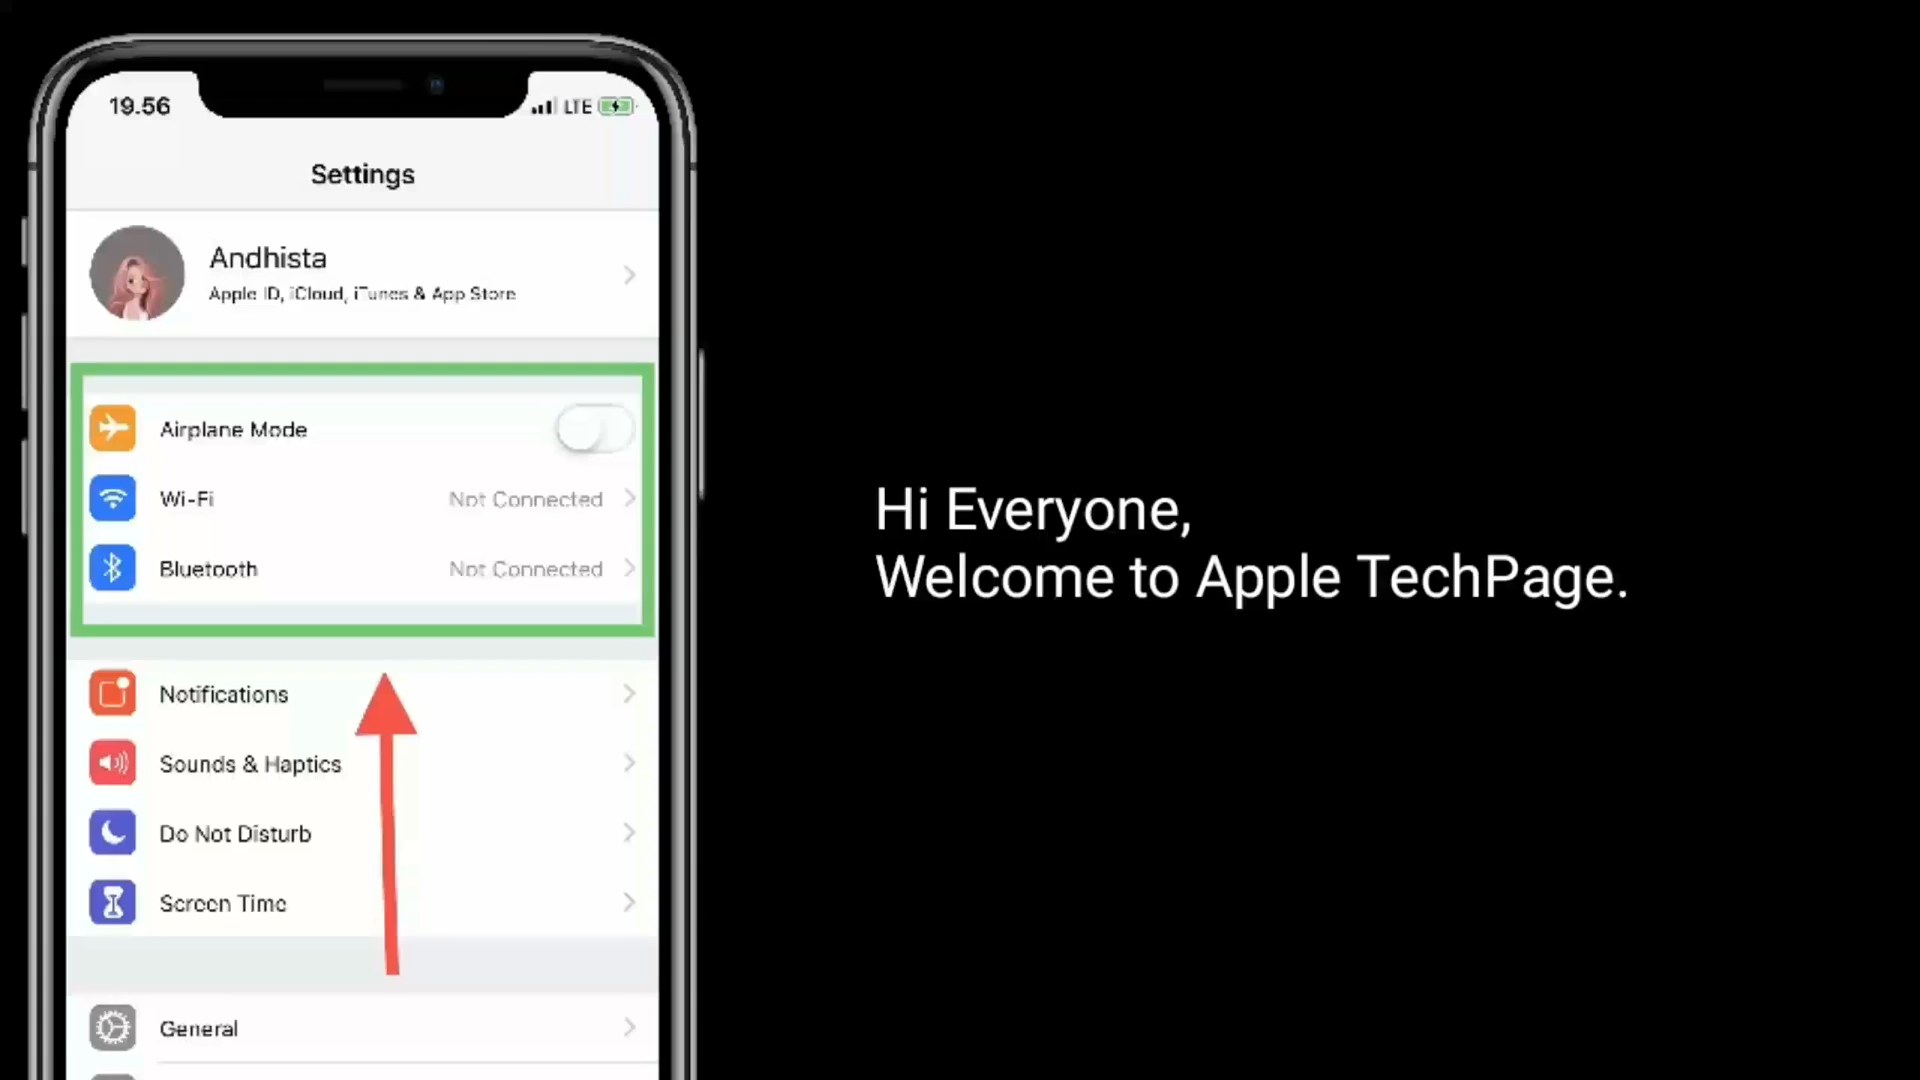 19.56
LTE
Settings
Andhista
Apple ID, iCloud, iTunes & App Store
Airplane Mode
Wi-Fi
Not Connected
Bluetooth
Not Connected
Notifications
Sounds & Haptics
Do Not Disturb
Screen Time
General
Hi Everyone,
Welcome to Apple TechPage.